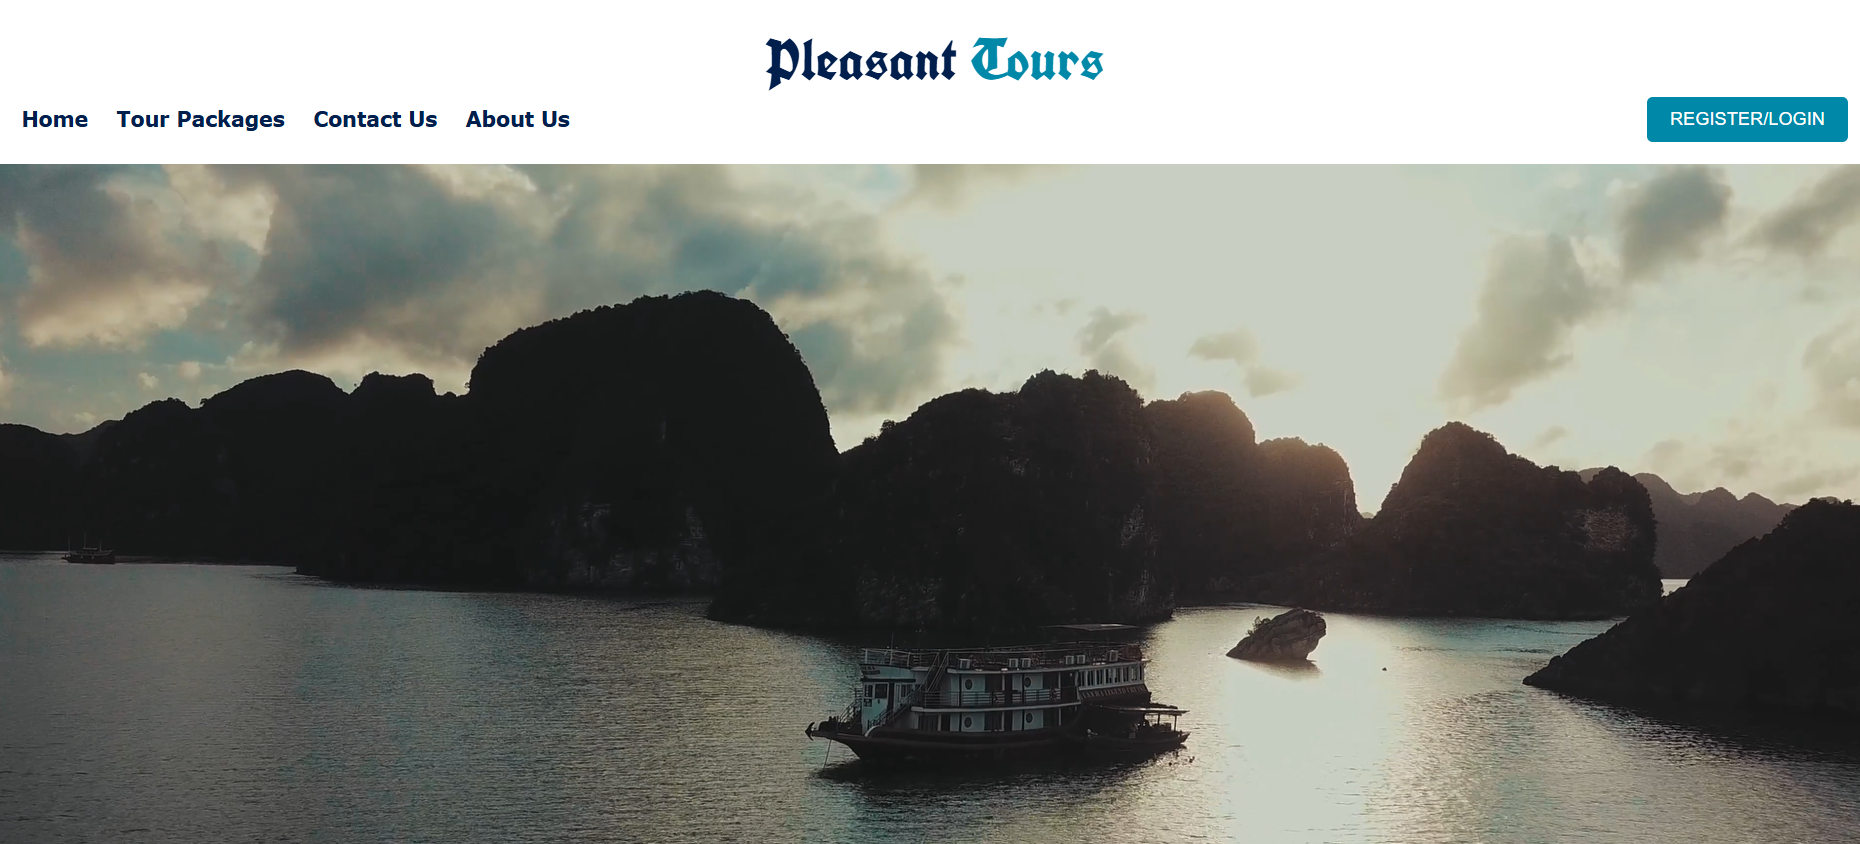 Pleasant Tours
Home Tour Packages Contact Us About Us REGISTER/LOGIN